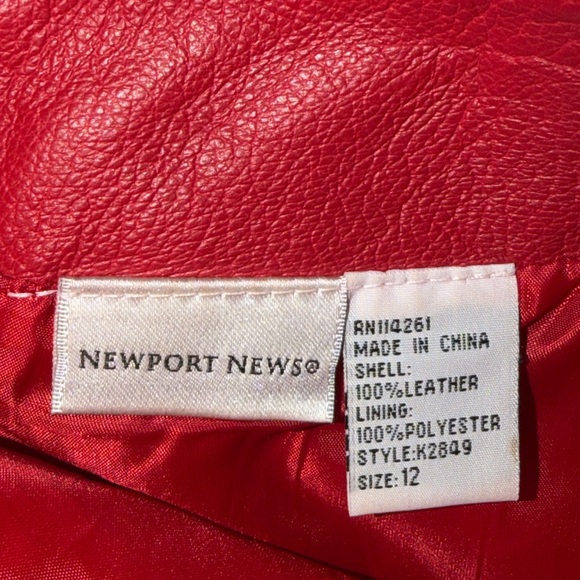 NEWPORT NEWS®
RN114261
MADE IN CHINA
SHELL:
100%LEATHER
LINING:
100%POLYESTER
STYLE:K2849
SIZE:12